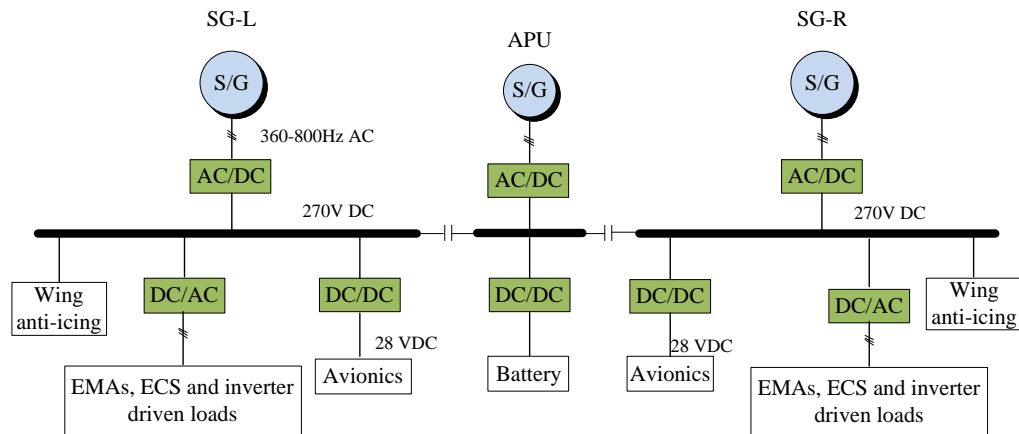 SG-L
APU
SG-R
S/G
S/G
S/G
360-800Hz AC
AC/DC
AC/DC
AC/DC
270V DC
270V DC
Wing
anti-icing
DC/AC
DC/DC
DC/DC
DC/DC
DC/AC
Wing
anti-icing
28 VDC
28 VDC
EMAs, ECS and inverter
driven loads
Avionics
Battery
Avionics
EMAs, ECS and inverter
driven loads